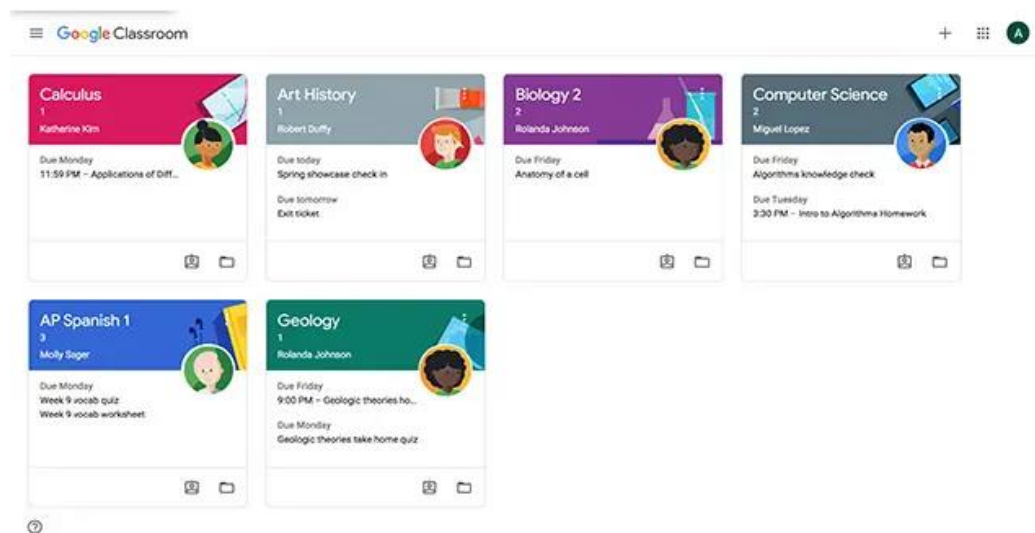 Google Classroom
A
Calculus
1
Katherine Kim
Due Monday
11:59 PM – Applications of Diff...
Art History
1
Robert Duffy
Due today
Spring showcase check in
Due tomorrow
Exit ticket
Biology 2
2
Rolanda Johnson
Due Friday
Anatomy of a cell
Computer Science
2
Miguel Lopez
Due Friday
Algorithms knowledge check
Due Tuesday
3:30 PM – Intro to Algorithms Homework
AP Spanish 1
3
Molly Sager
Due Monday
Week 9 vocab quiz
Week 9 vocab worksheet
Geology
1
Rolanda Johnson
Due Friday
9:00 PM – Geologic theories ho...
Due Monday
Geologic theories take home quiz